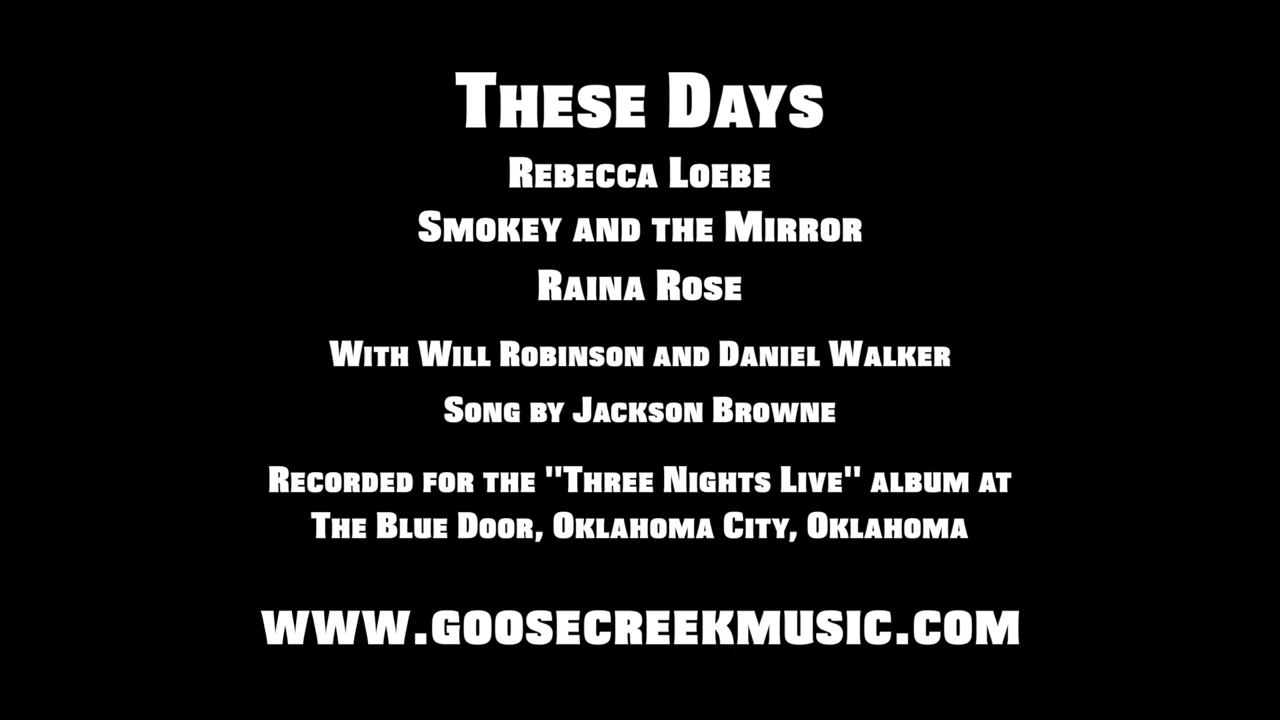 These Days
Rebecca Loebe
Smokey and the Mirror
Raina Rose
With Will Robinson and Daniel Walker
Song by Jackson Browne
Recorded for the "Three Nights Live" album at
The Blue Door, Oklahoma City, Oklahoma
www.goosecreekmusic.com